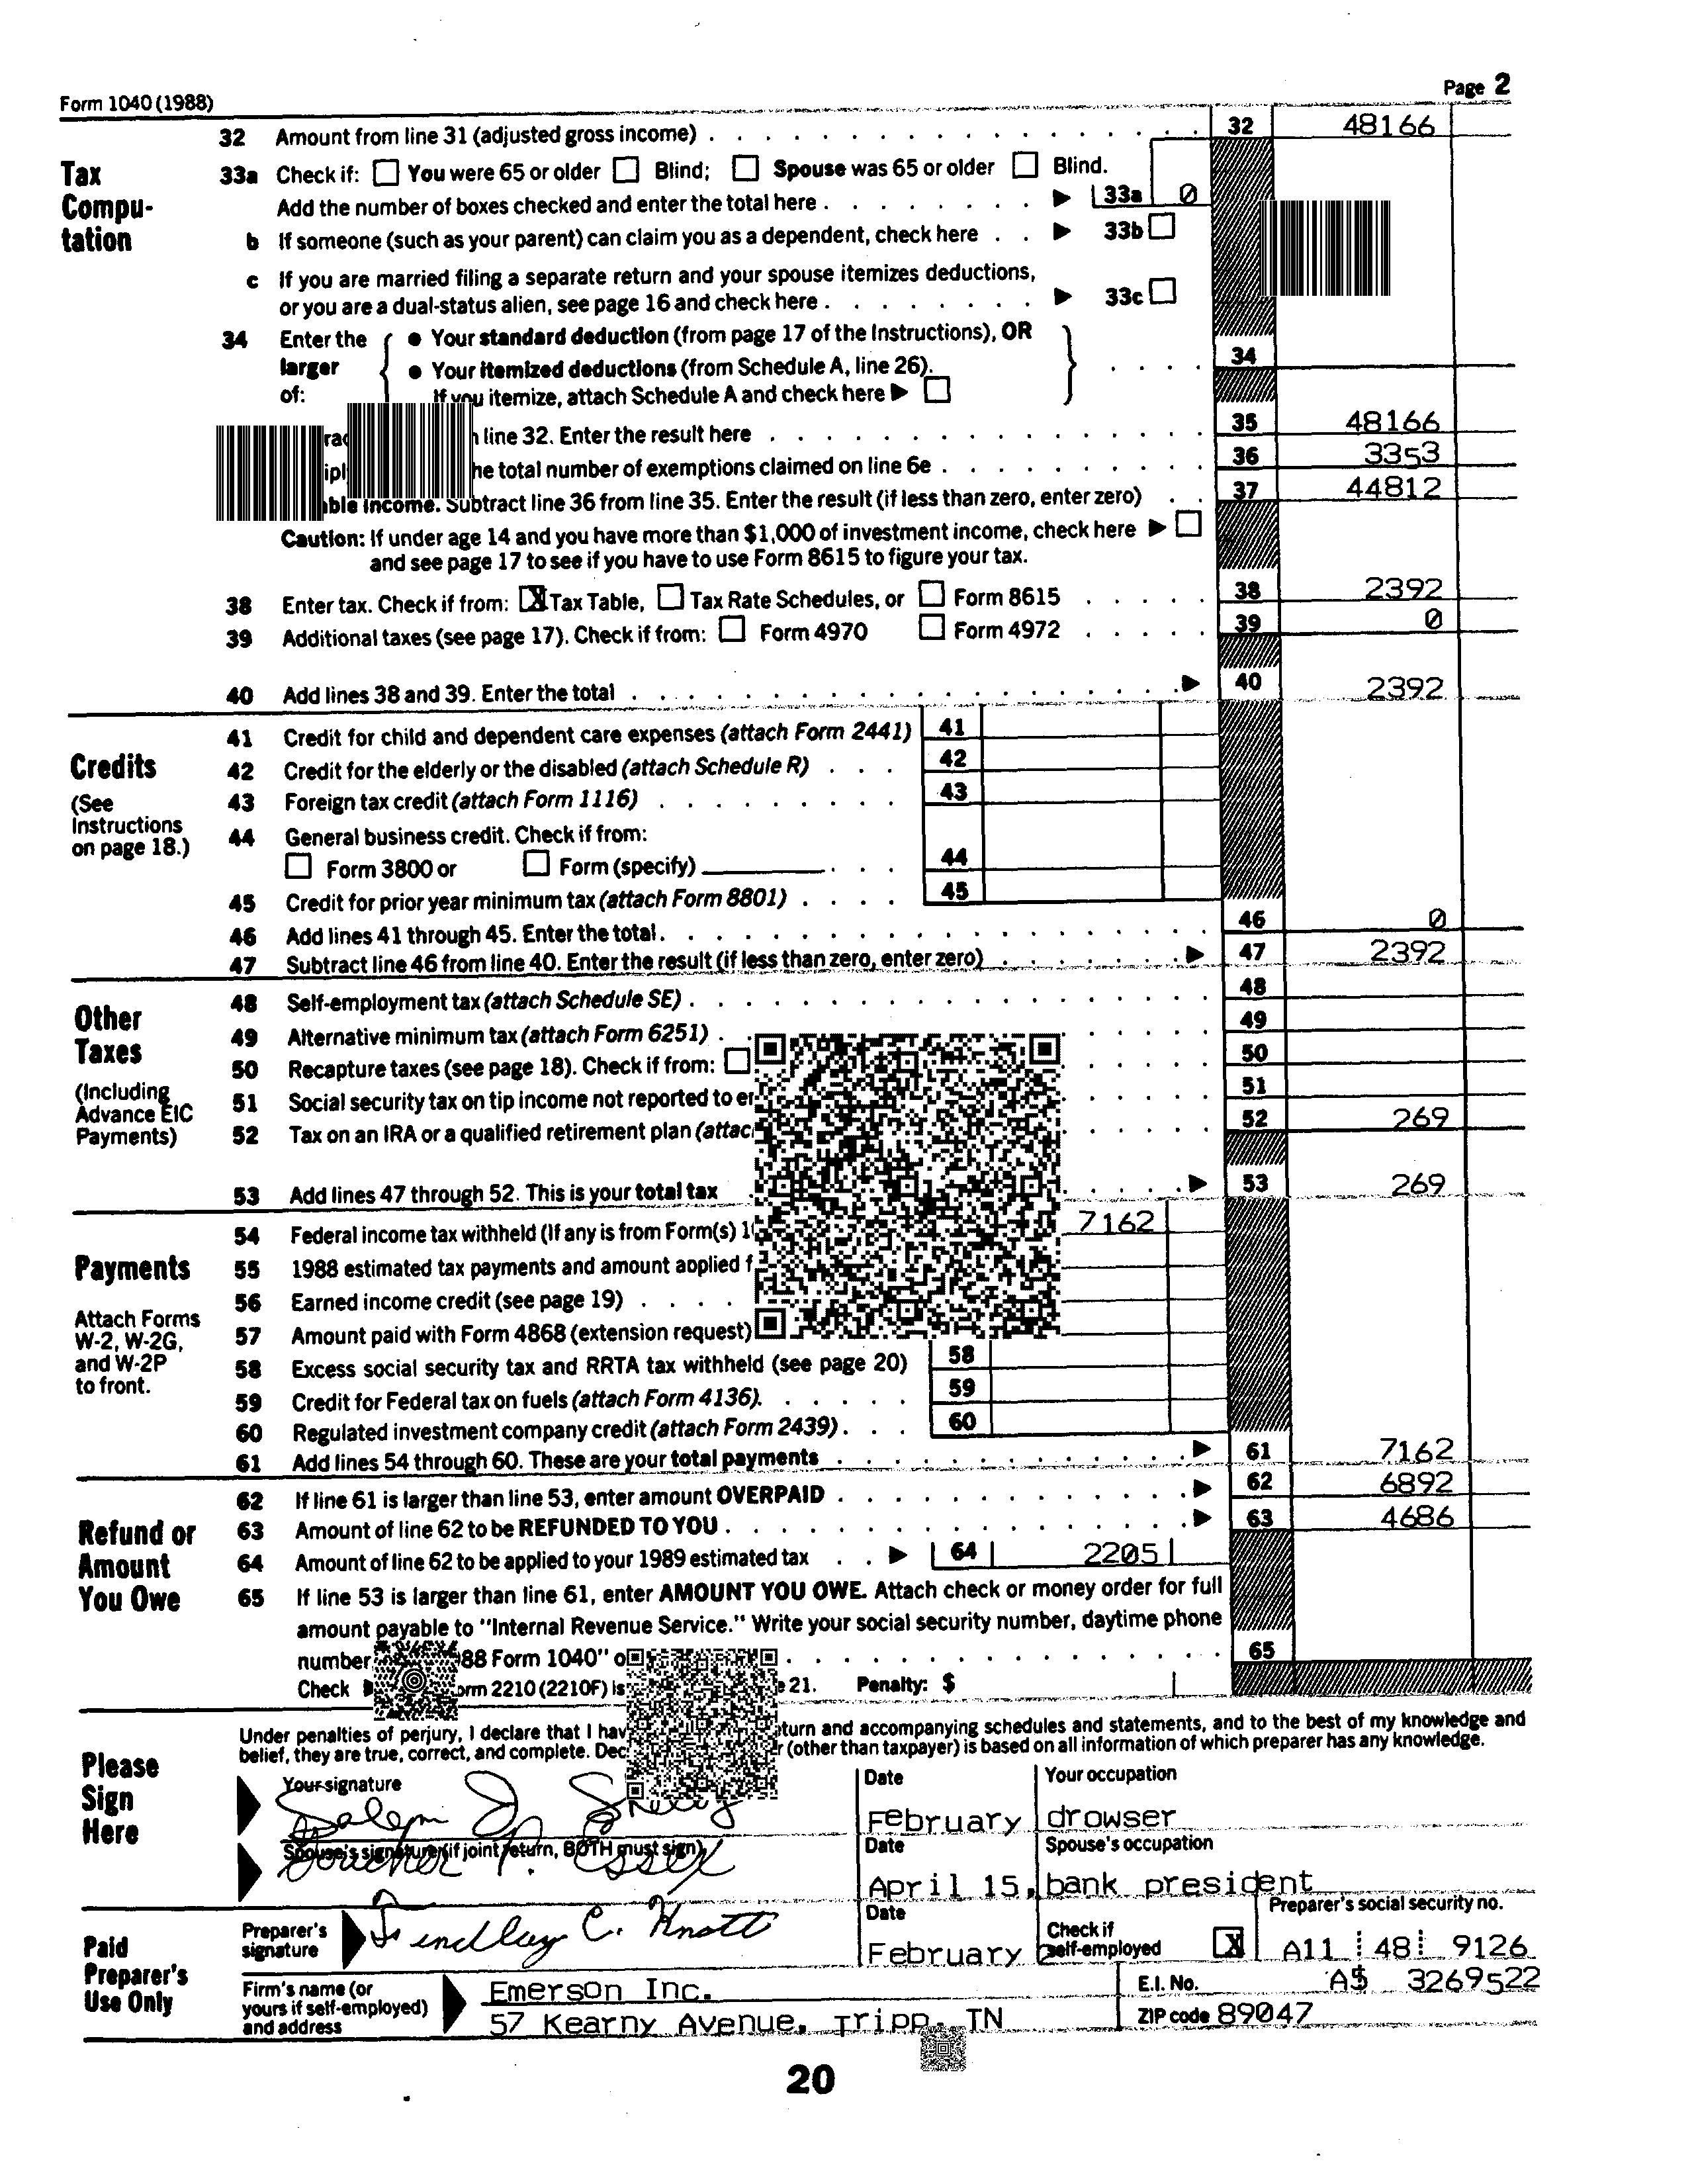 Form 1040 (1988) Page 2
32 Amount from line 31 (adjusted gross income) . . . 32 48166
Tax Computation
33a Check if: You were 65 or older Blind; Spouse was 65 or older Blind.
Add the number of boxes checked and enter the total here . . . 33a 0
b If someone (such as your parent) can claim you as a dependent, check here . . 33b
c If you are married filing a separate return and your spouse itemizes deductions,
or you are a dual-status alien, see page 16 and check here . . . 33c
34 Enter the larger of:
• Your standard deduction (from page 17 of the Instructions), OR
• Your itemized deductions (from Schedule A, line 26).
If you itemize, attach Schedule A and check here
34
line 32. Enter the result here . . . 35 48166
he total number of exemptions claimed on line 6e . . . 36 3353
income. Subtract line 36 from line 35. Enter the result (if less than zero, enter zero) . . 37 44812
Caution: If under age 14 and you have more than $1,000 of investment income, check here
and see page 17 to see if you have to use Form 8615 to figure your tax.
38 Enter tax. Check if from: X Tax Table, Tax Rate Schedules, or Form 8615 . . . 38 2392
39 Additional taxes (see page 17). Check if from: Form 4970 Form 4972 . . . 39 0
40 Add lines 38 and 39. Enter the total . . . 40 2392
Credits
(See Instructions on page 18.)
41 Credit for child and dependent care expenses (attach Form 2441) 41
42 Credit for the elderly or the disabled (attach Schedule R) . . . 42
43 Foreign tax credit (attach Form 1116) . . . 43
44 General business credit. Check if from:
Form 3800 or Form (specify) . . . 44
45 Credit for prior year minimum tax (attach Form 8801) . . . 45
46 Add lines 41 through 45. Enter the total . . . 46 0
47 Subtract line 46 from line 40. Enter the result (if less than zero, enter zero) . . . 47 2392
Other Taxes
(Including Advance EIC Payments)
48 Self-employment tax (attach Schedule SE) . . . 48
49 Alternative minimum tax (attach Form 6251) . . . 49
50 Recapture taxes (see page 18). Check if from: . . . 50
51 Social security tax on tip income not reported to . . . 51
52 Tax on an IRA or a qualified retirement plan . . . 52 269
53 Add lines 47 through 52. This is your total tax . . . 53 269
Payments
Attach Forms W-2, W-2G, and W-2P to front.
54 Federal income tax withheld (If any is from Form(s) 7162
55 1988 estimated tax payments and amount applied
56 Earned income credit (see page 19) . . . .
57 Amount paid with Form 4868 (extension request)
58 Excess social security tax and RRTA tax withheld (see page 20) 58
59 Credit for Federal tax on fuels (attach Form 4136). . . . 59
60 Regulated investment company credit (attach Form 2439) . . . 60
61 Add lines 54 through 60. These are your total payments . . . 61 7162
Refund or Amount You Owe
62 If line 61 is larger than line 53, enter amount OVERPAID . . . 62 6892
63 Amount of line 62 to be REFUNDED TO YOU . . . 63 4686
64 Amount of line 62 to be applied to your 1989 estimated tax . . 64 2205
65 If line 53 is larger than line 61, enter AMOUNT YOU OWE. Attach check or money order for full
amount payable to "Internal Revenue Service." Write your social security number, daytime phone
number 88 Form 1040" . . . 65
Check orm 2210 (2210F) is 21. Penalty: $
Please Sign Here
Under penalties of perjury, I declare that I hav eturn and accompanying schedules and statements, and to the best of my knowledge and
belief, they are true, correct, and complete. Dec r (other than taxpayer) is based on all information of which preparer has any knowledge.
Your signature Date Your occupation
Salem J. February drowser
Spouse's signature (if joint return, BOTH must sign) Date Spouse's occupation
P. Essex April 15, bank president
Paid Preparer's Use Only
Preparer's signature Findlay C. Knott Date February 2 Check if self-employed X Preparer's social security no. A11 48 9126
Firm's name (or yours if self-employed) and address Emerson Inc. E.I. No. A$ 3269522
57 Kearny Avenue, Tripp, TN ZIP code 89047
20